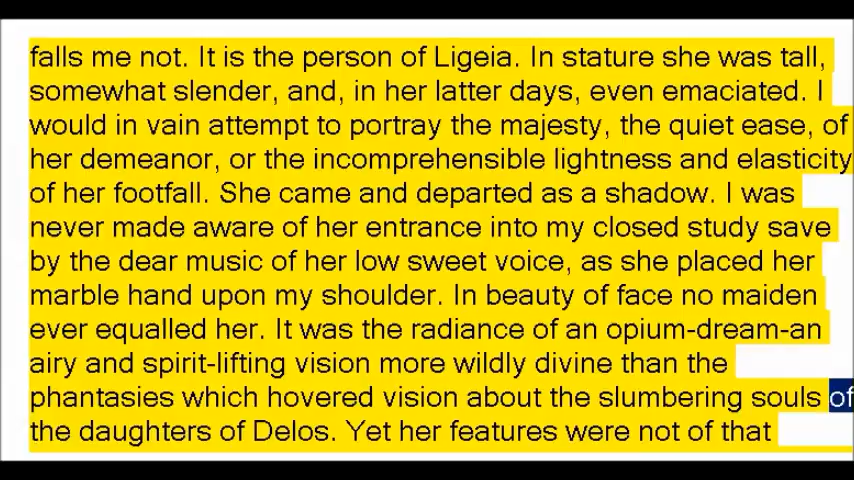 falls me not. It is the person of Ligeia. In stature she was tall,
somewhat slender, and, in her latter days, even emaciated. I
would in vain attempt to portray the majesty, the quiet ease, of
her demeanor, or the incomprehensible lightness and elasticity
of her footfall. She came and departed as a shadow. I was
never made aware of her entrance into my closed study save
by the dear music of her low sweet voice, as she placed her
marble hand upon my shoulder. In beauty of face no maiden
ever equalled her. It was the radiance of an opium-dream-an
airy and spirit-lifting vision more wildly divine than the
phantasies which hovered vision about the slumbering souls of
the daughters of Delos. Yet her features were not of that